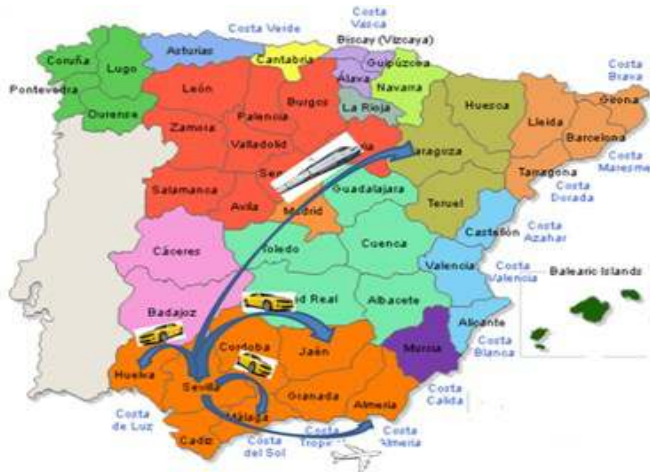 Costa Verde
Costa
Vasca
Biscay (Vizcaya)
Coruña
Lugo
Asturias
Cantabria
Guipúzcoa
Álava
Navarra
Costa
Brava
Pontevedra
Ourense
León
Palencia
Burgos
La Rioja
Huesca
Lleida
Girona
Barcelona
Costa
Maresme
Zamora
Valladolid
Zaragoza
Tarragona
Costa
Dorada
Salamanca
Avila
Madrid
Guadalajara
Teruel
Castellón
Costa
Azahar
Cáceres
Toledo
Cuenca
Valencia
Costa
Valencia
Balearic Islands
Badajoz
Real
Albacete
Alicante
Costa
Blanca
Huelva
Cordoba
Jaén
Murcia
Sevilla
Granada
Almería
Costa
Calida
Costa
de Luz
Cadiz
Málaga
Costa
del Sol
Costa
Costa
Almeria